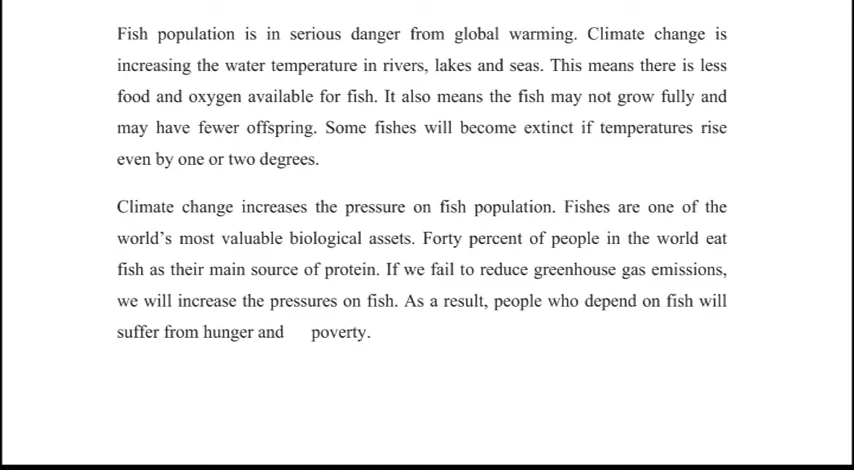 Fish population is in serious danger from global warming. Climate change is
increasing the water temperature in rivers, lakes and seas. This means there is less
food and oxygen available for fish. It also means the fish may not grow fully and
may have fewer offspring. Some fishes will become extinct if temperatures rise
even by one or two degrees.
Climate change increases the pressure on fish population. Fishes are one of the
world’s most valuable biological assets. Forty percent of people in the world eat
fish as their main source of protein. If we fail to reduce greenhouse gas emissions,
we will increase the pressures on fish. As a result, people who depend on fish will
suffer from hunger and poverty.